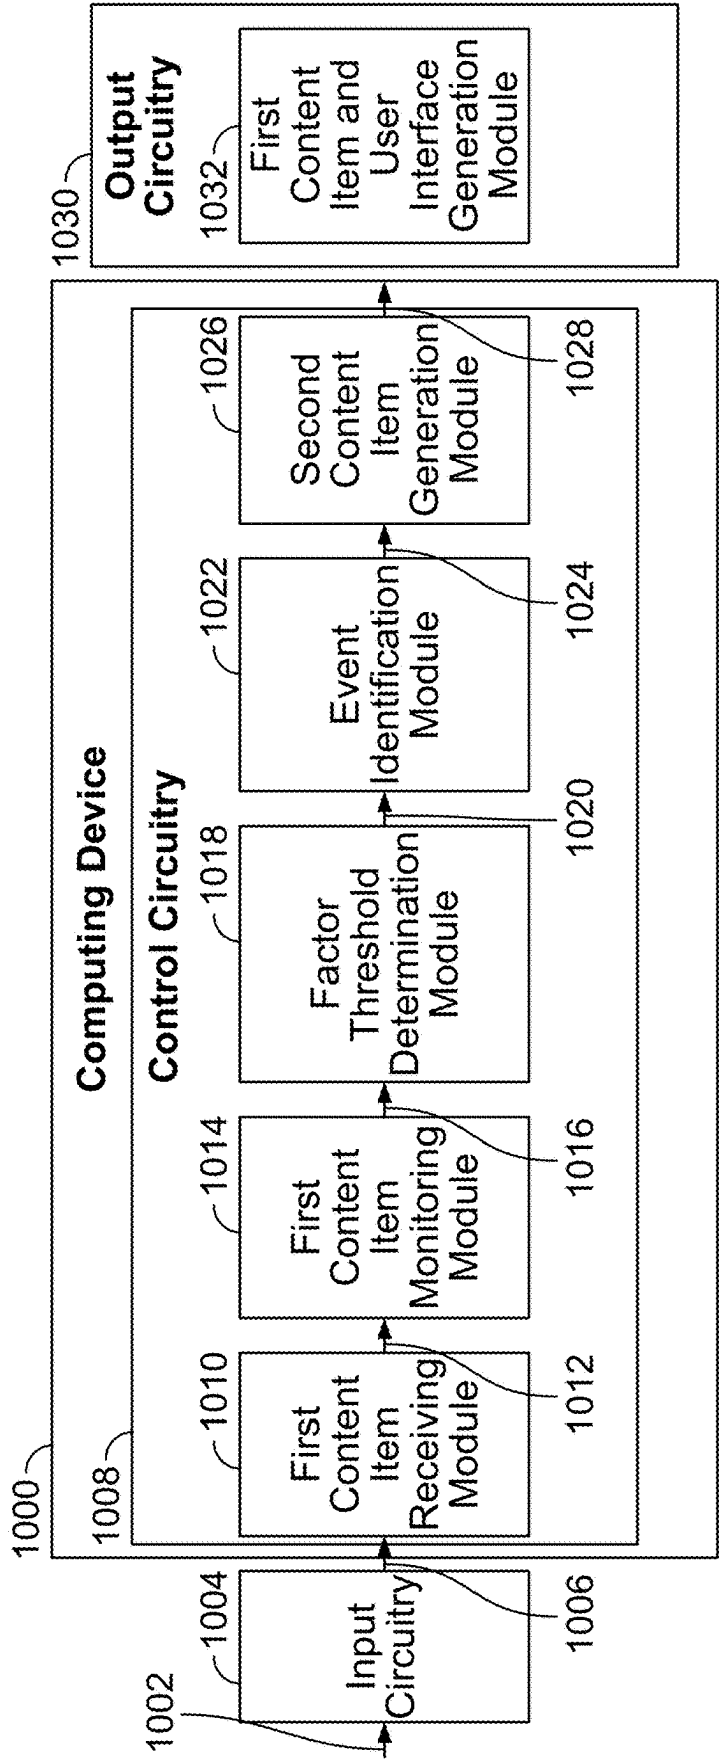 1000
Computing Device
1008
Control Circuitry
1002
1004
Input
Circuitry
1006
1010
First
Content
Item
Receiving
Module
1012
1014
First
Content
Item
Monitoring
Module
1016
1018
Factor
Threshold
Determination
Module
1020
1022
Event
Identification
Module
1024
1026
Second
Content
Item
Generation
Module
1028
1030
Output
Circuitry
1032
First
Content
Item and
User
Interface
Generation
Module